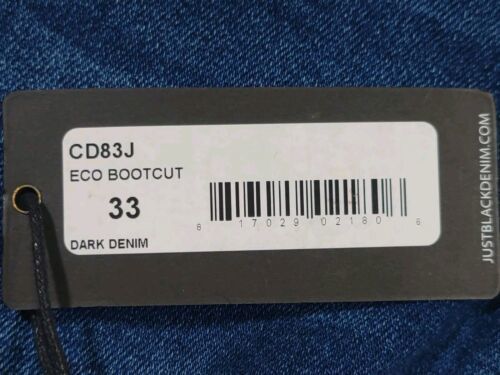 CD83J
ECO BOOTCUT
33
DARK DENIM
6 17029 02180 6
JUSTBLACKDENIM.COM